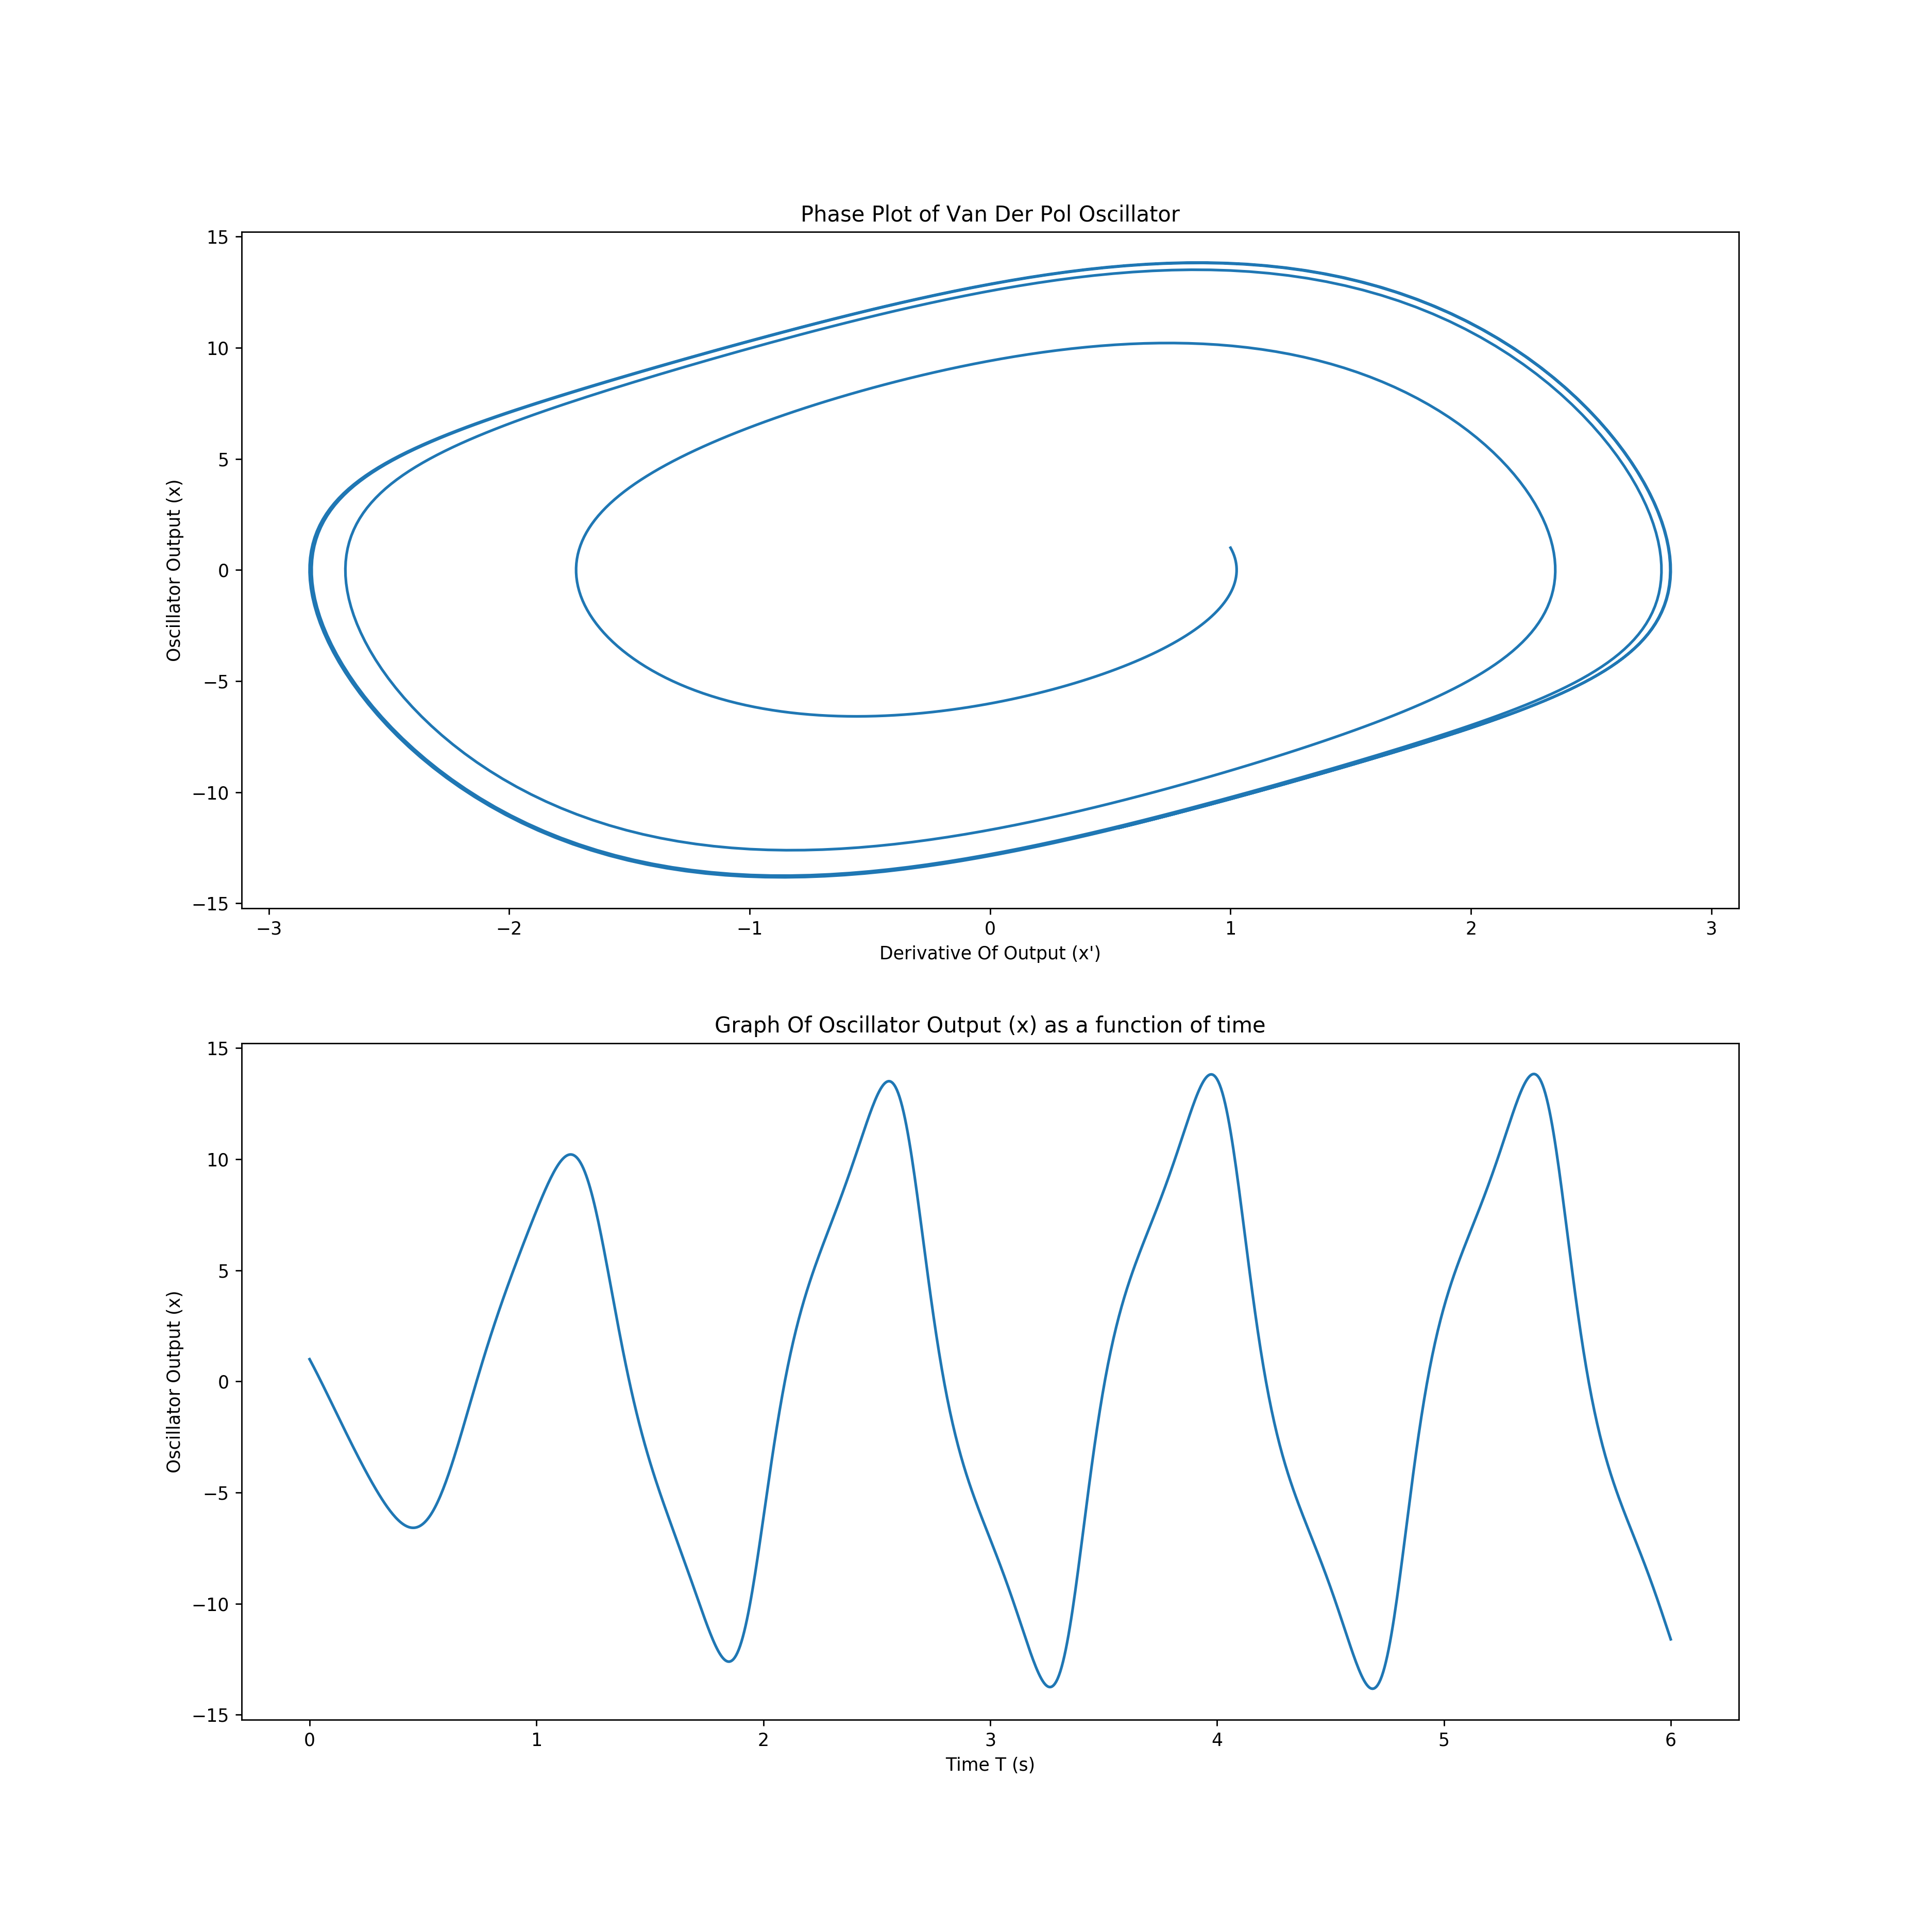 Phase Plot of Van Der Pol Oscillator
15
10
5
0
−5
−10
−15
Oscillator Output (x)
−3 −2 −1 0 1 2 3
Derivative Of Output (x')
Graph Of Oscillator Output (x) as a function of time
15
10
5
0
−5
−10
−15
Oscillator Output (x)
0 1 2 3 4 5 6
Time T (s)